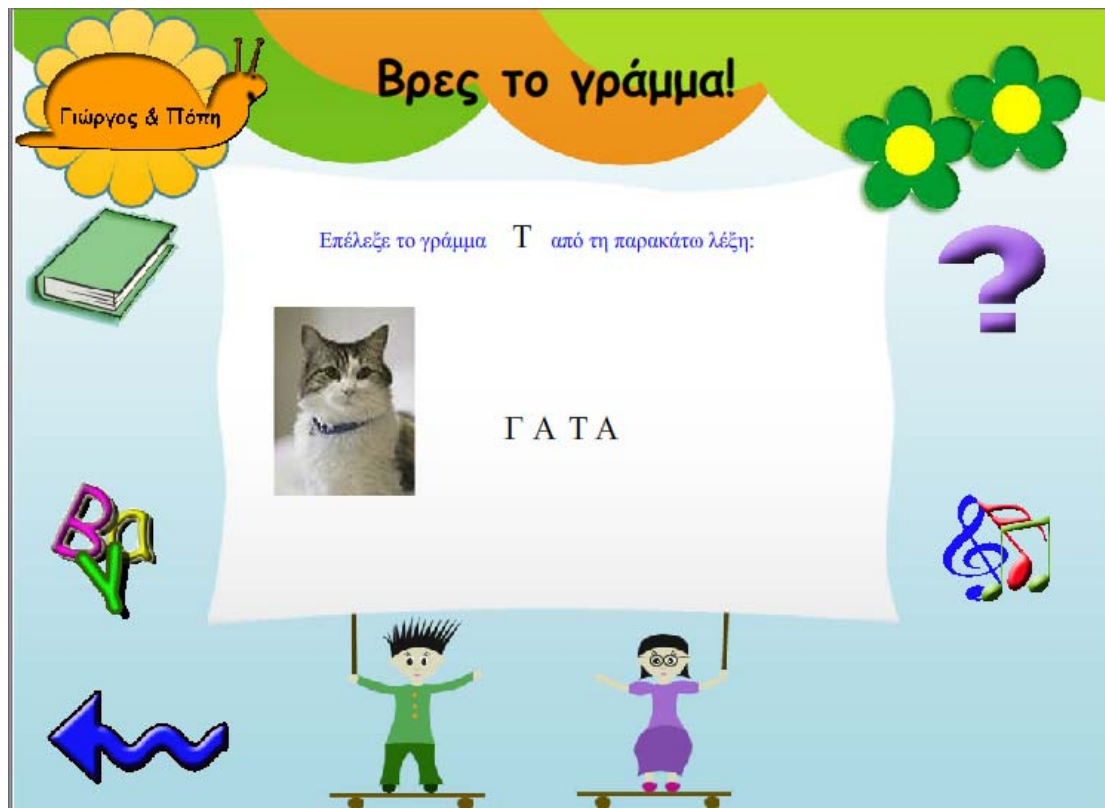 Βρες το γράμμα!
Γιώργος & Πόπη
Επέλεξε το γράμμα Τ από τη παρακάτω λέξη:
Γ Α Τ Α